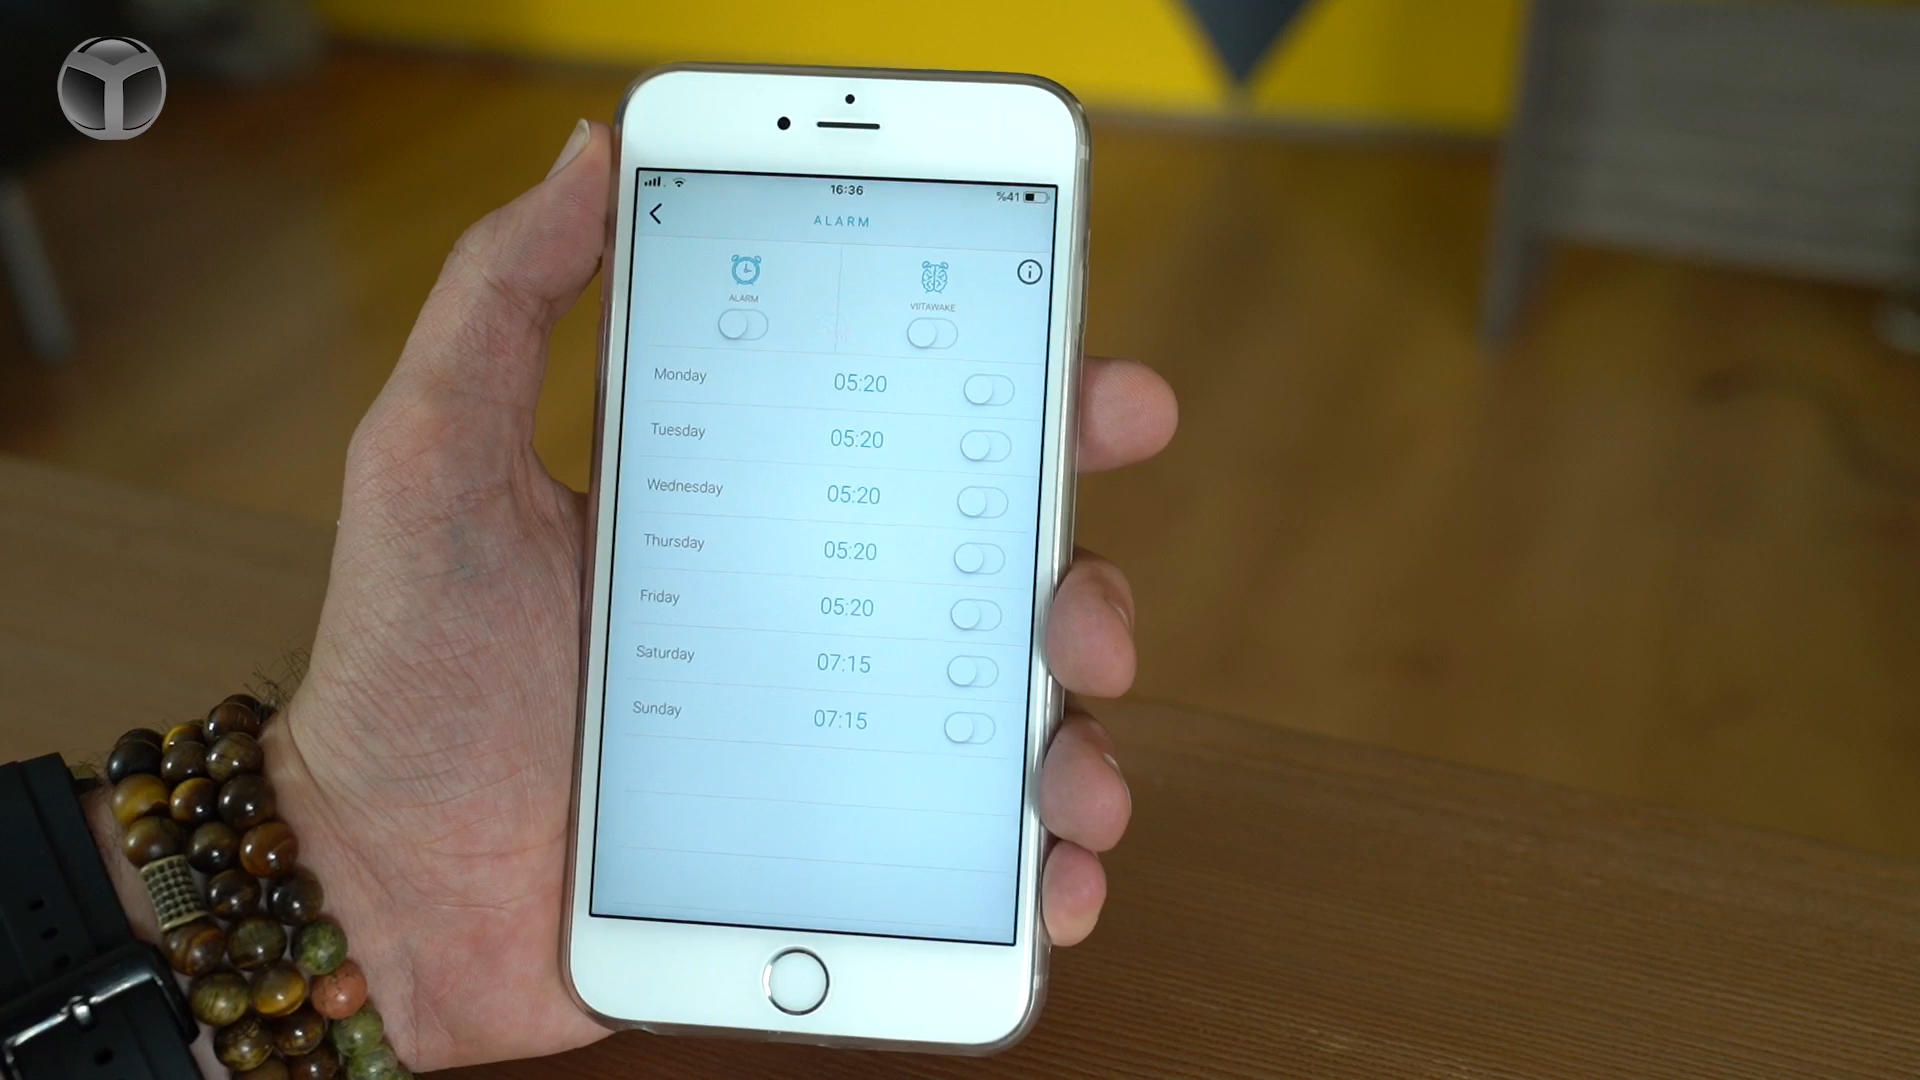 16:36
%41
ALARM
ALARM
VIITAWAKE
Monday 05:20
Tuesday 05:20
Wednesday 05:20
Thursday 05:20
Friday 05:20
Saturday 07:15
Sunday 07:15